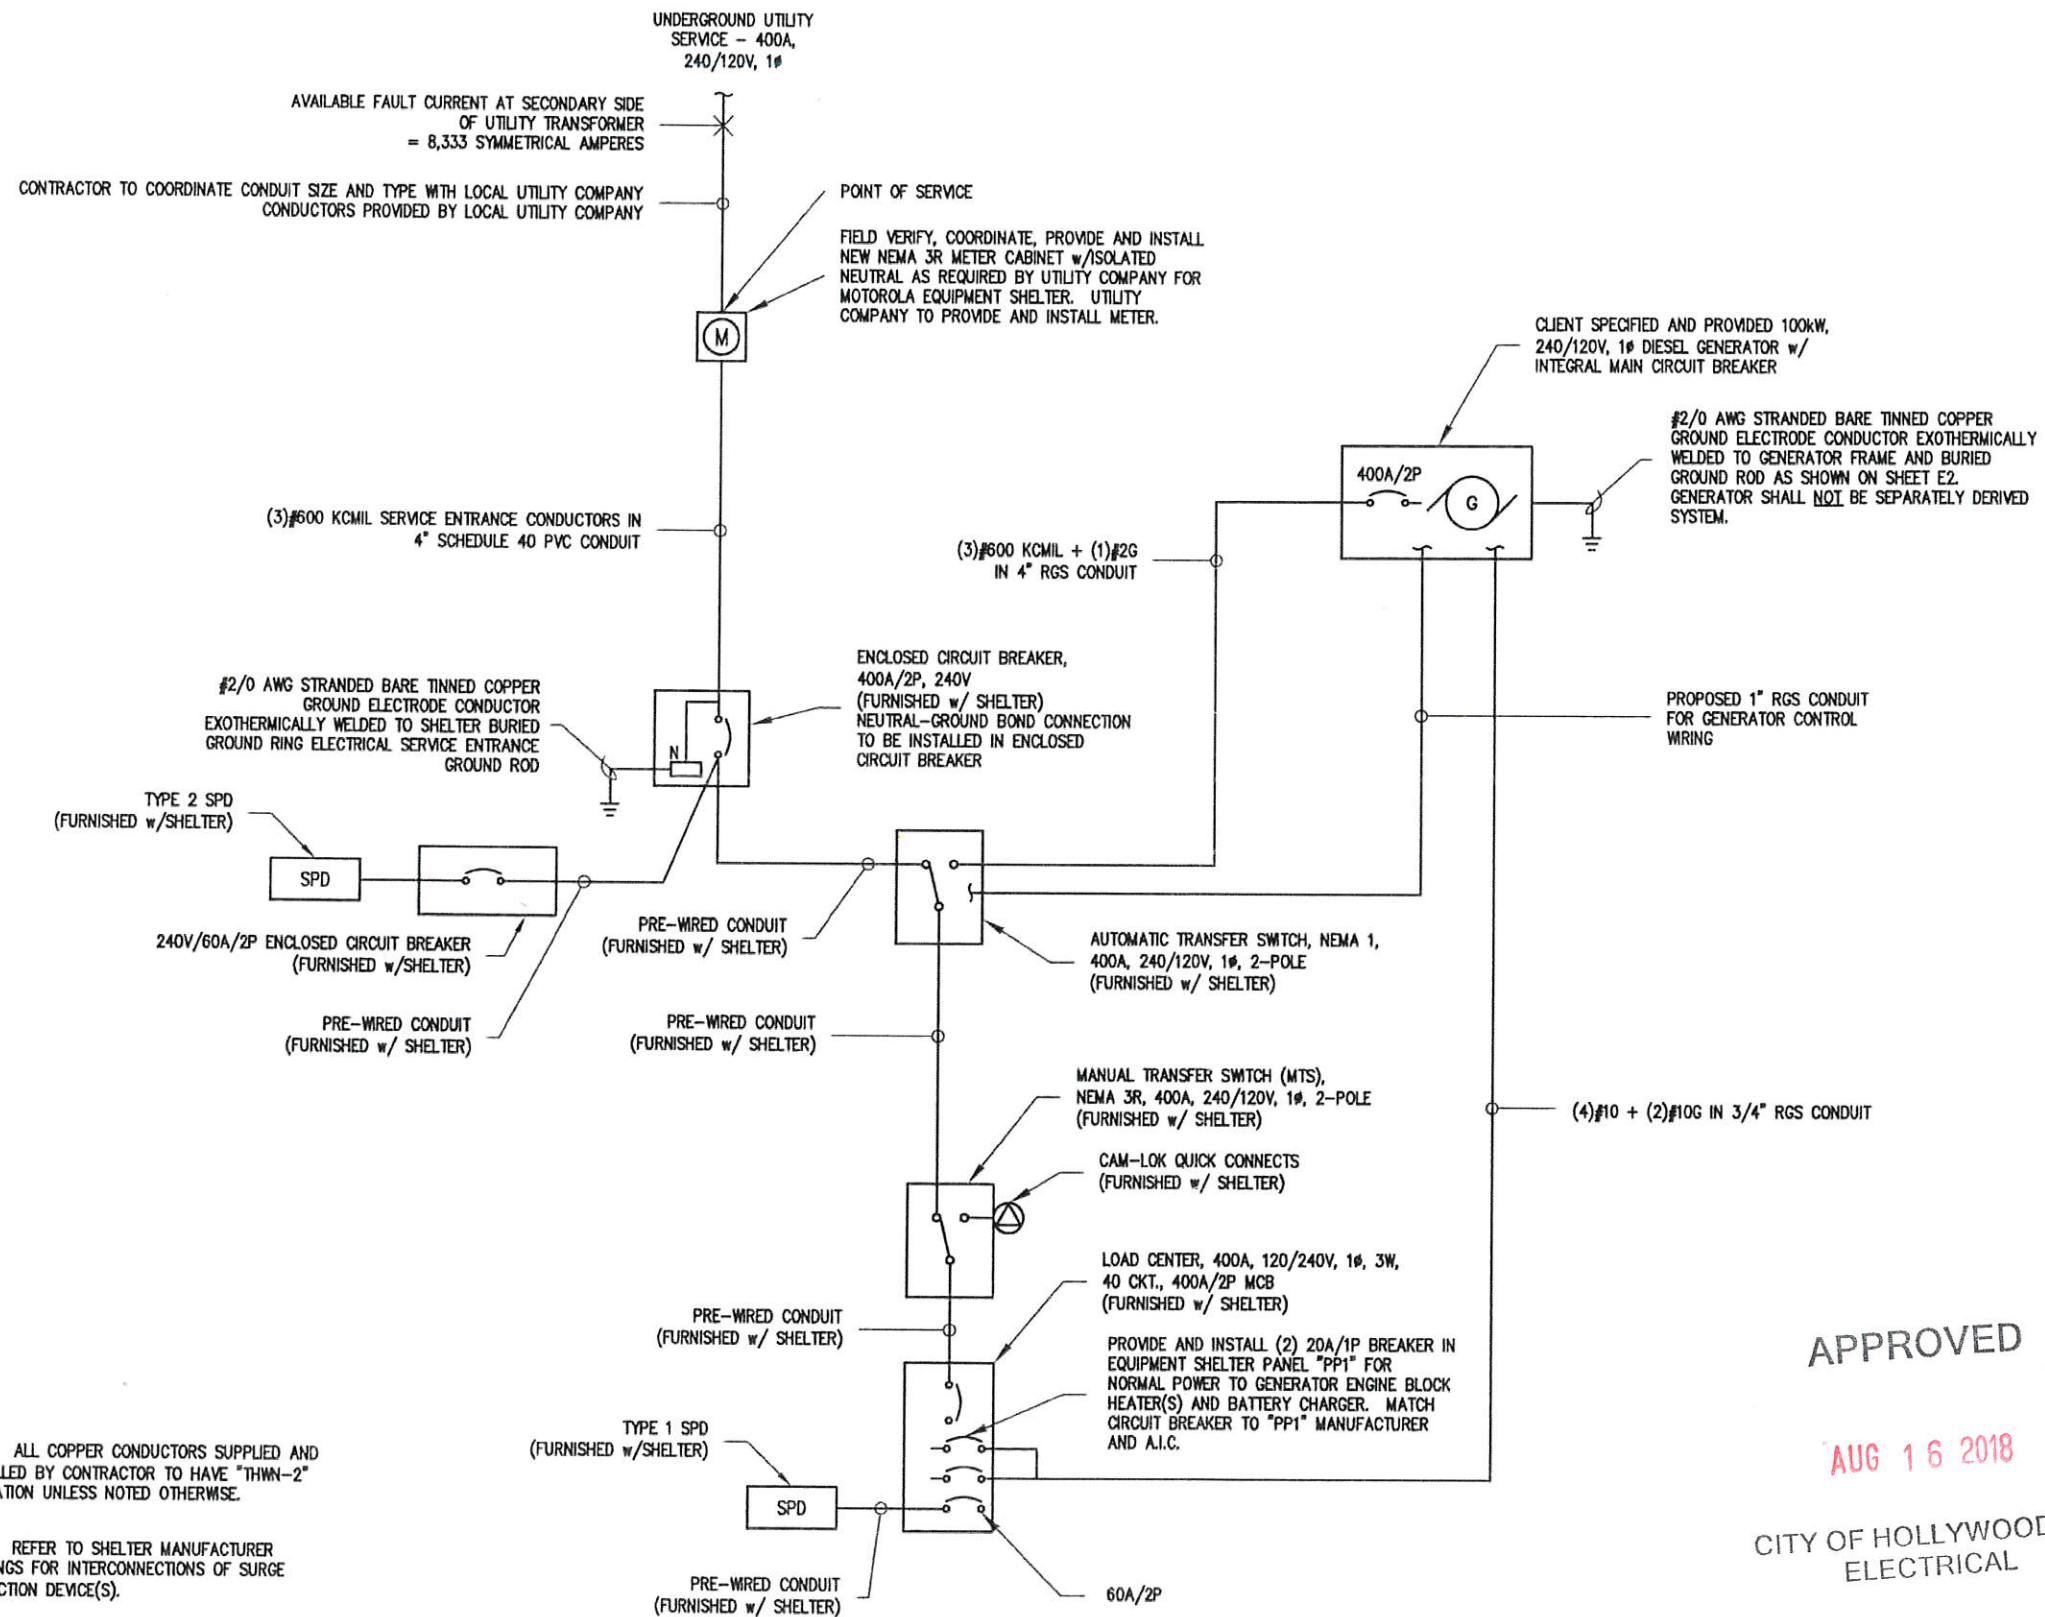 UNDERGROUND UTILITY
SERVICE - 400A,
240/120V, 1ø
AVAILABLE FAULT CURRENT AT SECONDARY SIDE
OF UTILITY TRANSFORMER
= 8,333 SYMMETRICAL AMPERES
CONTRACTOR TO COORDINATE CONDUIT SIZE AND TYPE WITH LOCAL UTILITY COMPANY
CONDUCTORS PROVIDED BY LOCAL UTILITY COMPANY
POINT OF SERVICE
FIELD VERIFY, COORDINATE, PROVIDE AND INSTALL
NEW NEMA 3R METER CABINET w/ISOLATED
NEUTRAL AS REQUIRED BY UTILITY COMPANY FOR
MOTOROLA EQUIPMENT SHELTER. UTILITY
COMPANY TO PROVIDE AND INSTALL METER.
M
CLIENT SPECIFIED AND PROVIDED 100kW,
240/120V, 1ø DIESEL GENERATOR w/
INTEGRAL MAIN CIRCUIT BREAKER
#2/0 AWG STRANDED BARE TINNED COPPER
GROUND ELECTRODE CONDUCTOR EXOTHERMICALLY
WELDED TO GENERATOR FRAME AND BURIED
GROUND ROD AS SHOWN ON SHEET E2.
GENERATOR SHALL NOT BE SEPARATELY DERIVED
SYSTEM.
400A/2P
G
(3)#600 KCMIL SERVICE ENTRANCE CONDUCTORS IN
4" SCHEDULE 40 PVC CONDUIT
(3)#600 KCMIL + (1)#2G
IN 4" RGS CONDUIT
#2/0 AWG STRANDED BARE TINNED COPPER
GROUND ELECTRODE CONDUCTOR
EXOTHERMICALLY WELDED TO SHELTER BURIED
GROUND RING ELECTRICAL SERVICE ENTRANCE
GROUND ROD
N
ENCLOSED CIRCUIT BREAKER,
400A/2P, 240V
(FURNISHED w/ SHELTER)
NEUTRAL-GROUND BOND CONNECTION
TO BE INSTALLED IN ENCLOSED
CIRCUIT BREAKER
PROPOSED 1" RGS CONDUIT
FOR GENERATOR CONTROL
WIRING
TYPE 2 SPD
(FURNISHED w/SHELTER)
SPD
240V/60A/2P ENCLOSED CIRCUIT BREAKER
(FURNISHED w/SHELTER)
PRE-WIRED CONDUIT
(FURNISHED w/ SHELTER)
PRE-WIRED CONDUIT
(FURNISHED w/ SHELTER)
AUTOMATIC TRANSFER SWITCH, NEMA 1,
400A, 240/120V, 1ø, 2-POLE
(FURNISHED w/ SHELTER)
PRE-WIRED CONDUIT
(FURNISHED w/ SHELTER)
MANUAL TRANSFER SWITCH (MTS),
NEMA 3R, 400A, 240/120V, 1ø, 2-POLE
(FURNISHED w/ SHELTER)
(4)#10 + (2)#10G IN 3/4" RGS CONDUIT
CAM-LOK QUICK CONNECTS
(FURNISHED w/ SHELTER)
LOAD CENTER, 400A, 120/240V, 1ø, 3W,
40 CKT., 400A/2P MCB
(FURNISHED w/ SHELTER)
PRE-WIRED CONDUIT
(FURNISHED w/ SHELTER)
PROVIDE AND INSTALL (2) 20A/1P BREAKER IN
EQUIPMENT SHELTER PANEL "PP1" FOR
NORMAL POWER TO GENERATOR ENGINE BLOCK
HEATER(S) AND BATTERY CHARGER. MATCH
CIRCUIT BREAKER TO "PP1" MANUFACTURER
AND A.I.C.
TYPE 1 SPD
(FURNISHED w/SHELTER)
SPD
PRE-WIRED CONDUIT
(FURNISHED w/ SHELTER)
60A/2P
ALL COPPER CONDUCTORS SUPPLIED AND
LED BY CONTRACTOR TO HAVE "THWN-2"
ATION UNLESS NOTED OTHERWISE.
REFER TO SHELTER MANUFACTURER
NGS FOR INTERCONNECTIONS OF SURGE
CTION DEVICE(S).
APPROVED
AUG 16 2018
CITY OF HOLLYWOOD
ELECTRICAL